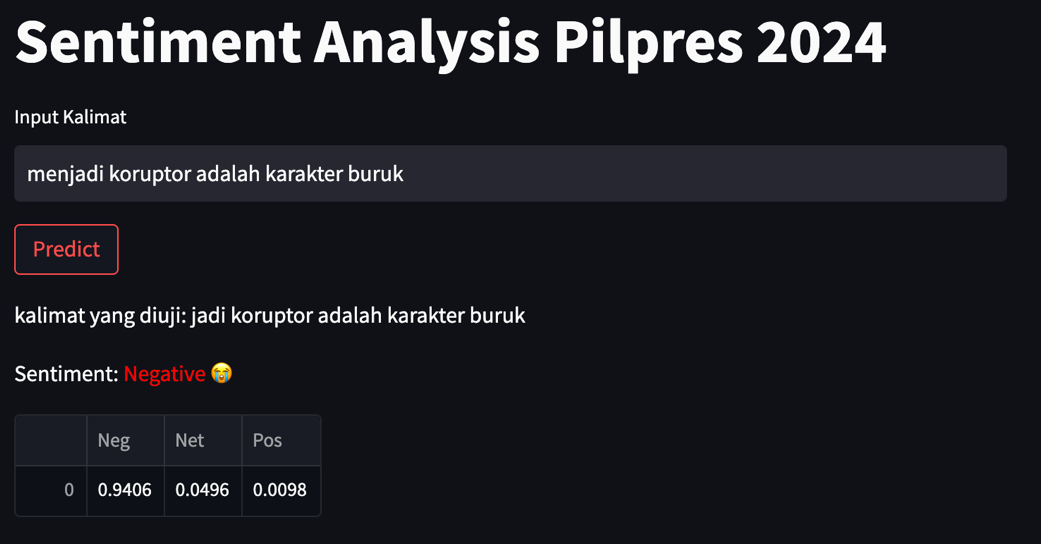 Sentiment Analysis Pilpres 2024
Input Kalimat
menjadi koruptor adalah karakter buruk
Predict
kalimat yang diuji: jadi koruptor adalah karakter buruk
Sentiment: Negative 😭
Neg Net Pos
0 0.9406 0.0496 0.0098